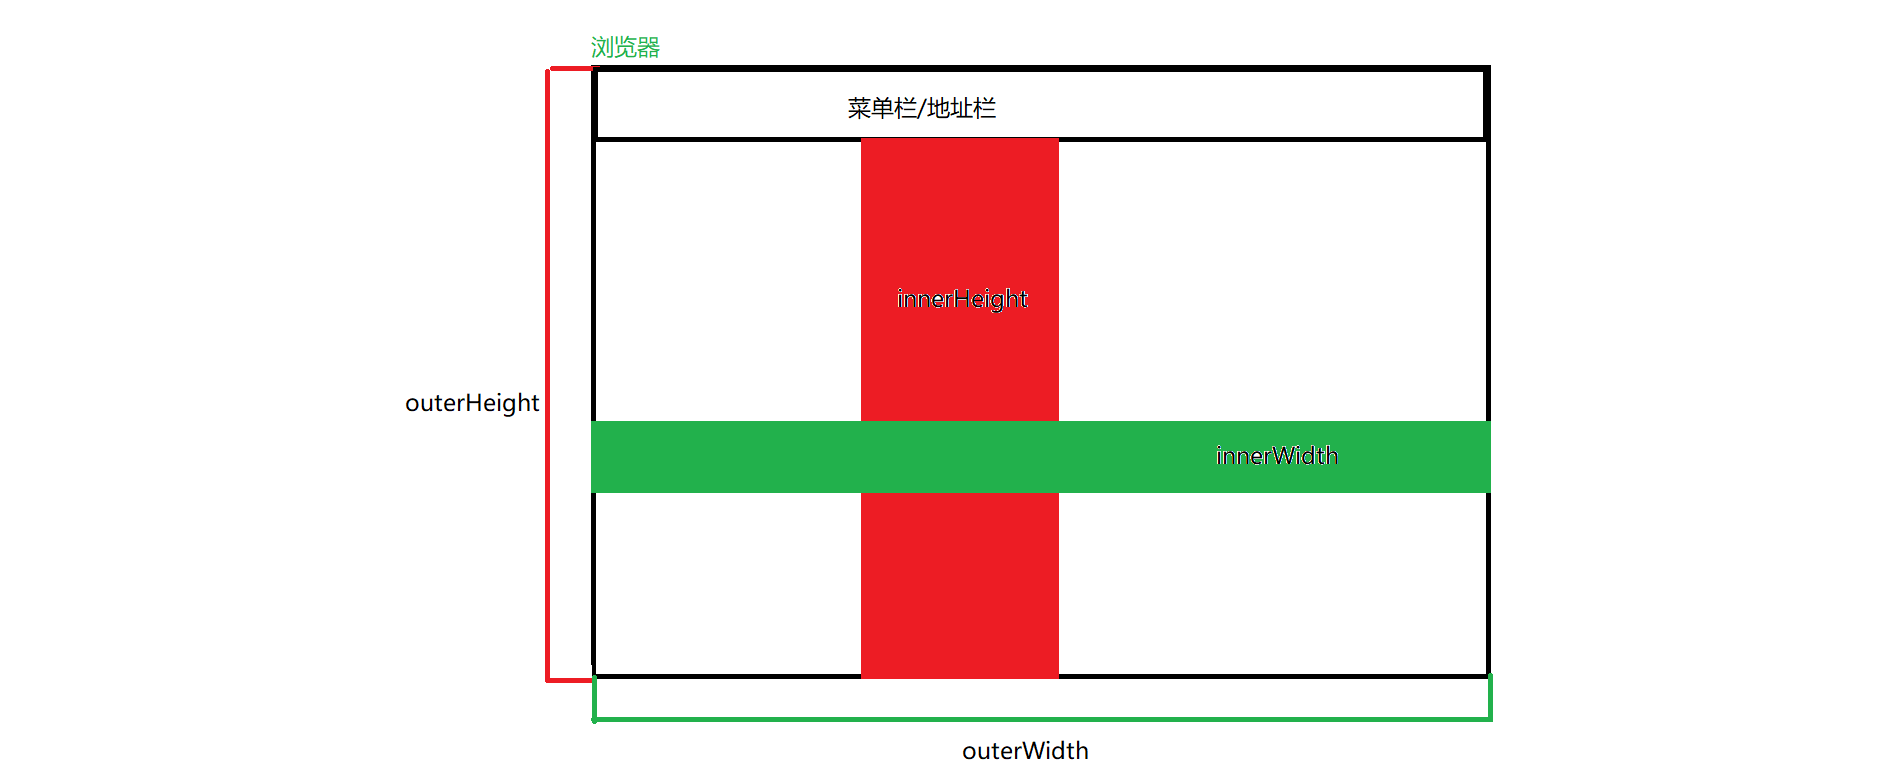 浏览器
菜单栏/地址栏
innerHeight
outerHeight
innerWidth
outerWidth